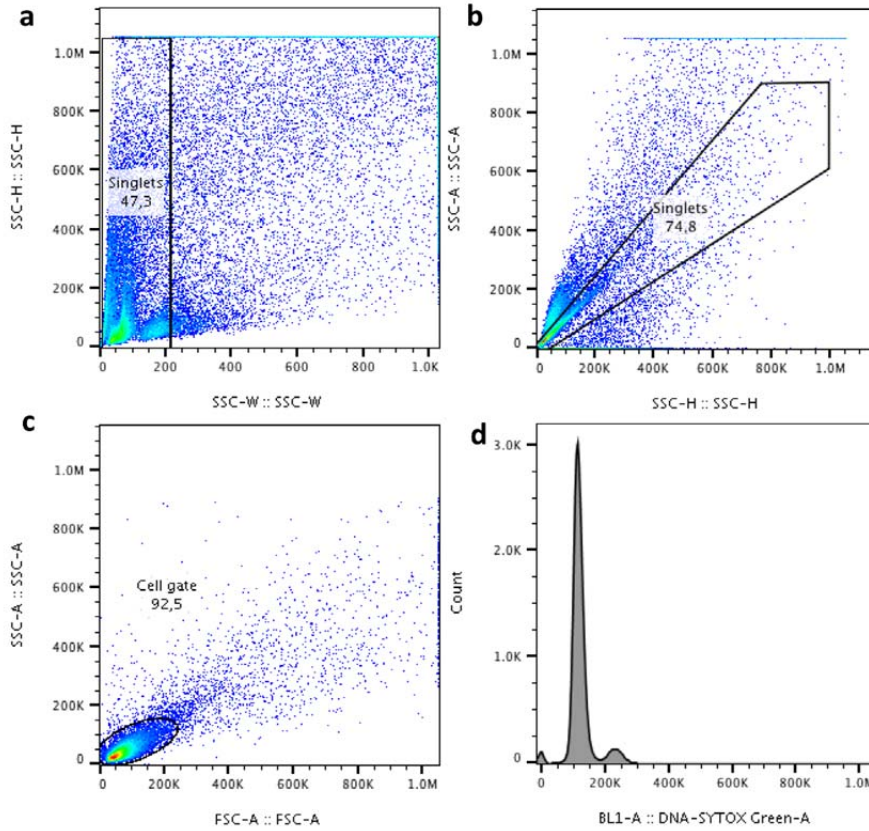 a
1.0M
800K
600K
400K
200K
0
SSC-H :: SSC-H
Singlets
47,3
0 200 400 600 800 1.0K
SSC-W :: SSC-W
b
1.0M
800K
600K
400K
200K
0
SSC-A :: SSC-A
Singlets
74,8
0 200K 400K 600K 800K 1.0M
SSC-H :: SSC-H
c
1.0M
800K
600K
400K
200K
0
SSC-A :: SSC-A
Cell gate
92,5
0 200K 400K 600K 800K 1.0M
FSC-A :: FSC-A
d
3.0K
2.0K
1.0K
0
Count
0 200K 400K 600K 800K 1.0M
BL1-A :: DNA-SYTOX Green-A